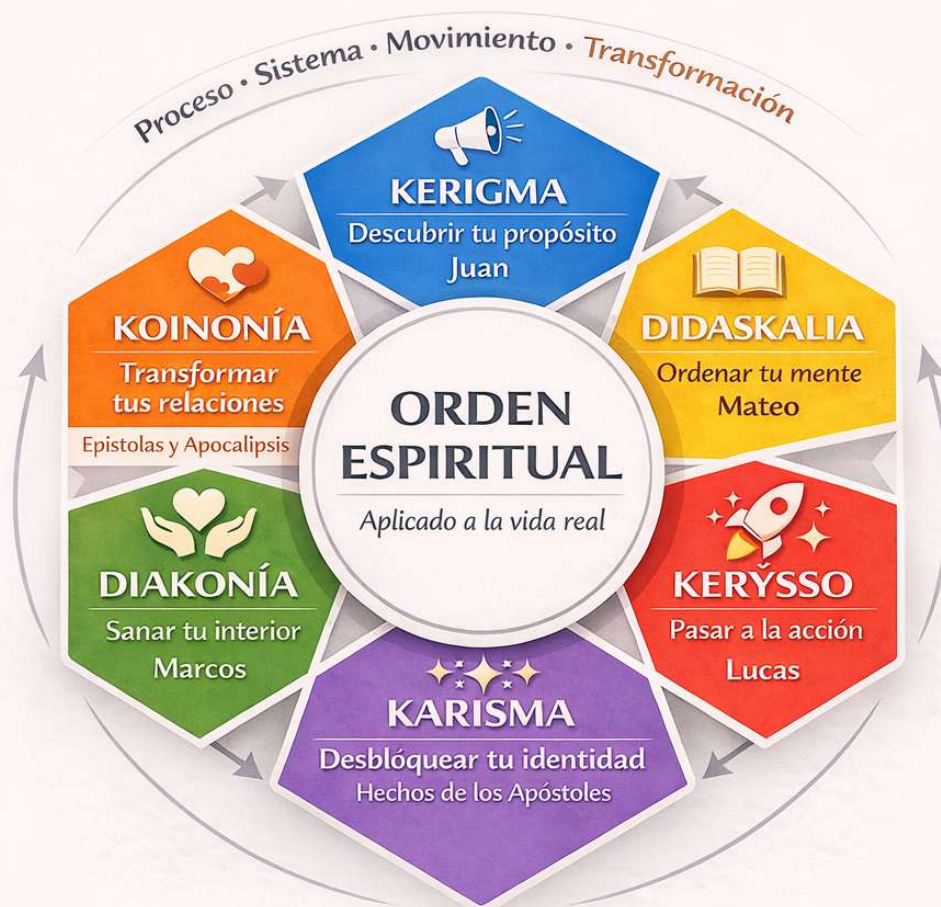 Proceso • Sistema • Movimiento • Transformación
KERIGMA
Descubrir tu propósito
Juan
KOINONÍA
Transformar
tus relaciones
Epistolas y Apocalipsis
DIDASKALIA
Ordenar tu mente
Mateo
ORDEN
ESPIRITUAL
Aplicado a la vida real
DIAKONÍA
Sanar tu interior
Marcos
KERY̌SSO
Pasar a la acción
Lucas
KARISMA
Desblóquear tu identidad
Hechos de los Apóstoles